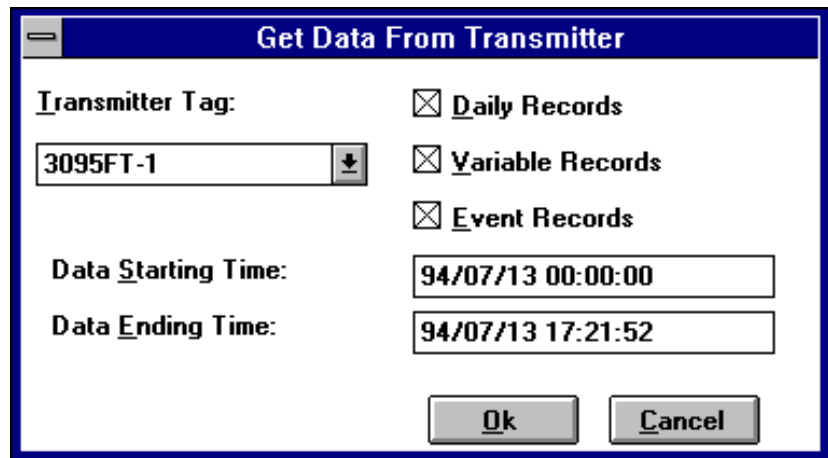 Get Data From Transmitter
Transmitter Tag:
3095FT-1
Daily Records
Variable Records
Event Records
Data Starting Time:
94/07/13 00:00:00
Data Ending Time:
94/07/13 17:21:52
Ok
Cancel